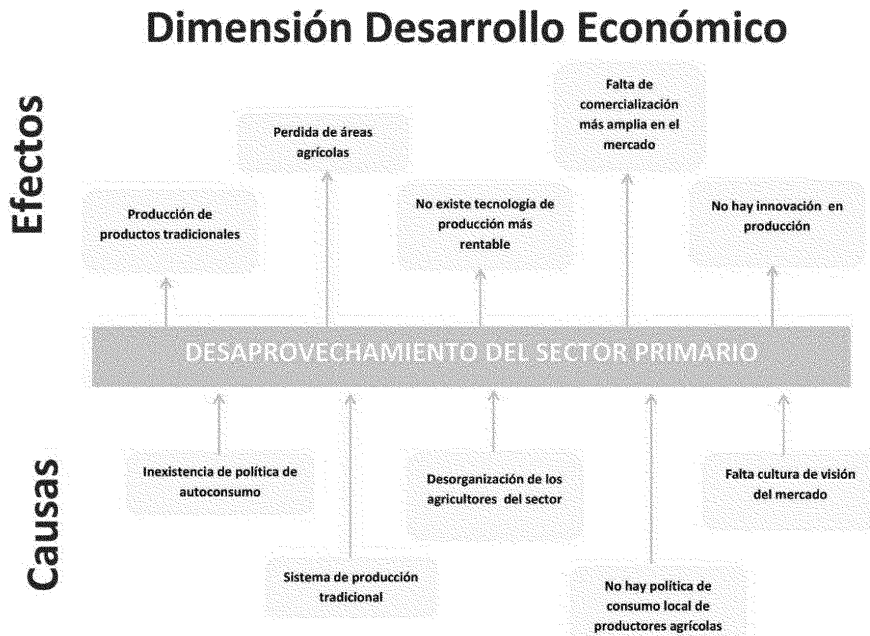 Dimensión Desarrollo Económico
Efectos
Falta de
comercialización
más amplia en el
mercado
Perdida de áreas
agrícolas
Producción de
productos tradicionales
No existe tecnología de
producción más
rentable
No hay innovación en
producción
DESAPROVECHAMIENTO DEL SECTOR PRIMARIO
Causas
Inexistencia de política de
autoconsumo
Desorganización de los
agricultores del sector
Falta cultura de visión
del mercado
Sistema de producción
tradicional
No hay política de
consumo local de
productores agrícolas